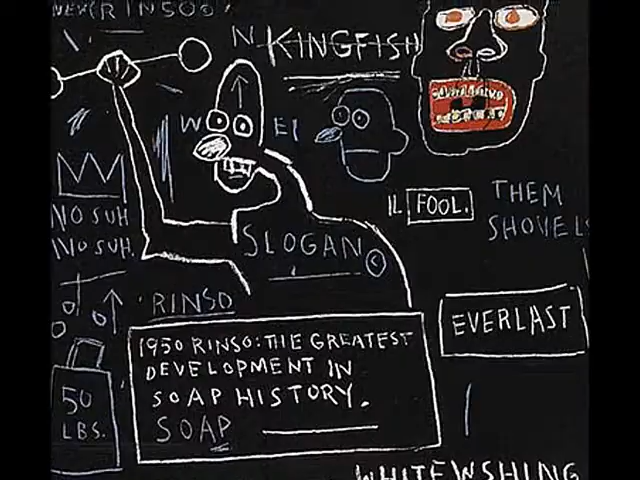 NEW RINSO
N KINGFISH
W EI
IL FOOL.
THEM
SHOVELS
NO SUH
NO SUH.
SLOGAN ©
RINSO
EVERLAST
1950 RINSO: THE GREATEST
DEVELOPMENT IN
SOAP HISTORY.
SOAP
50
LBS.
WHITEWSHING